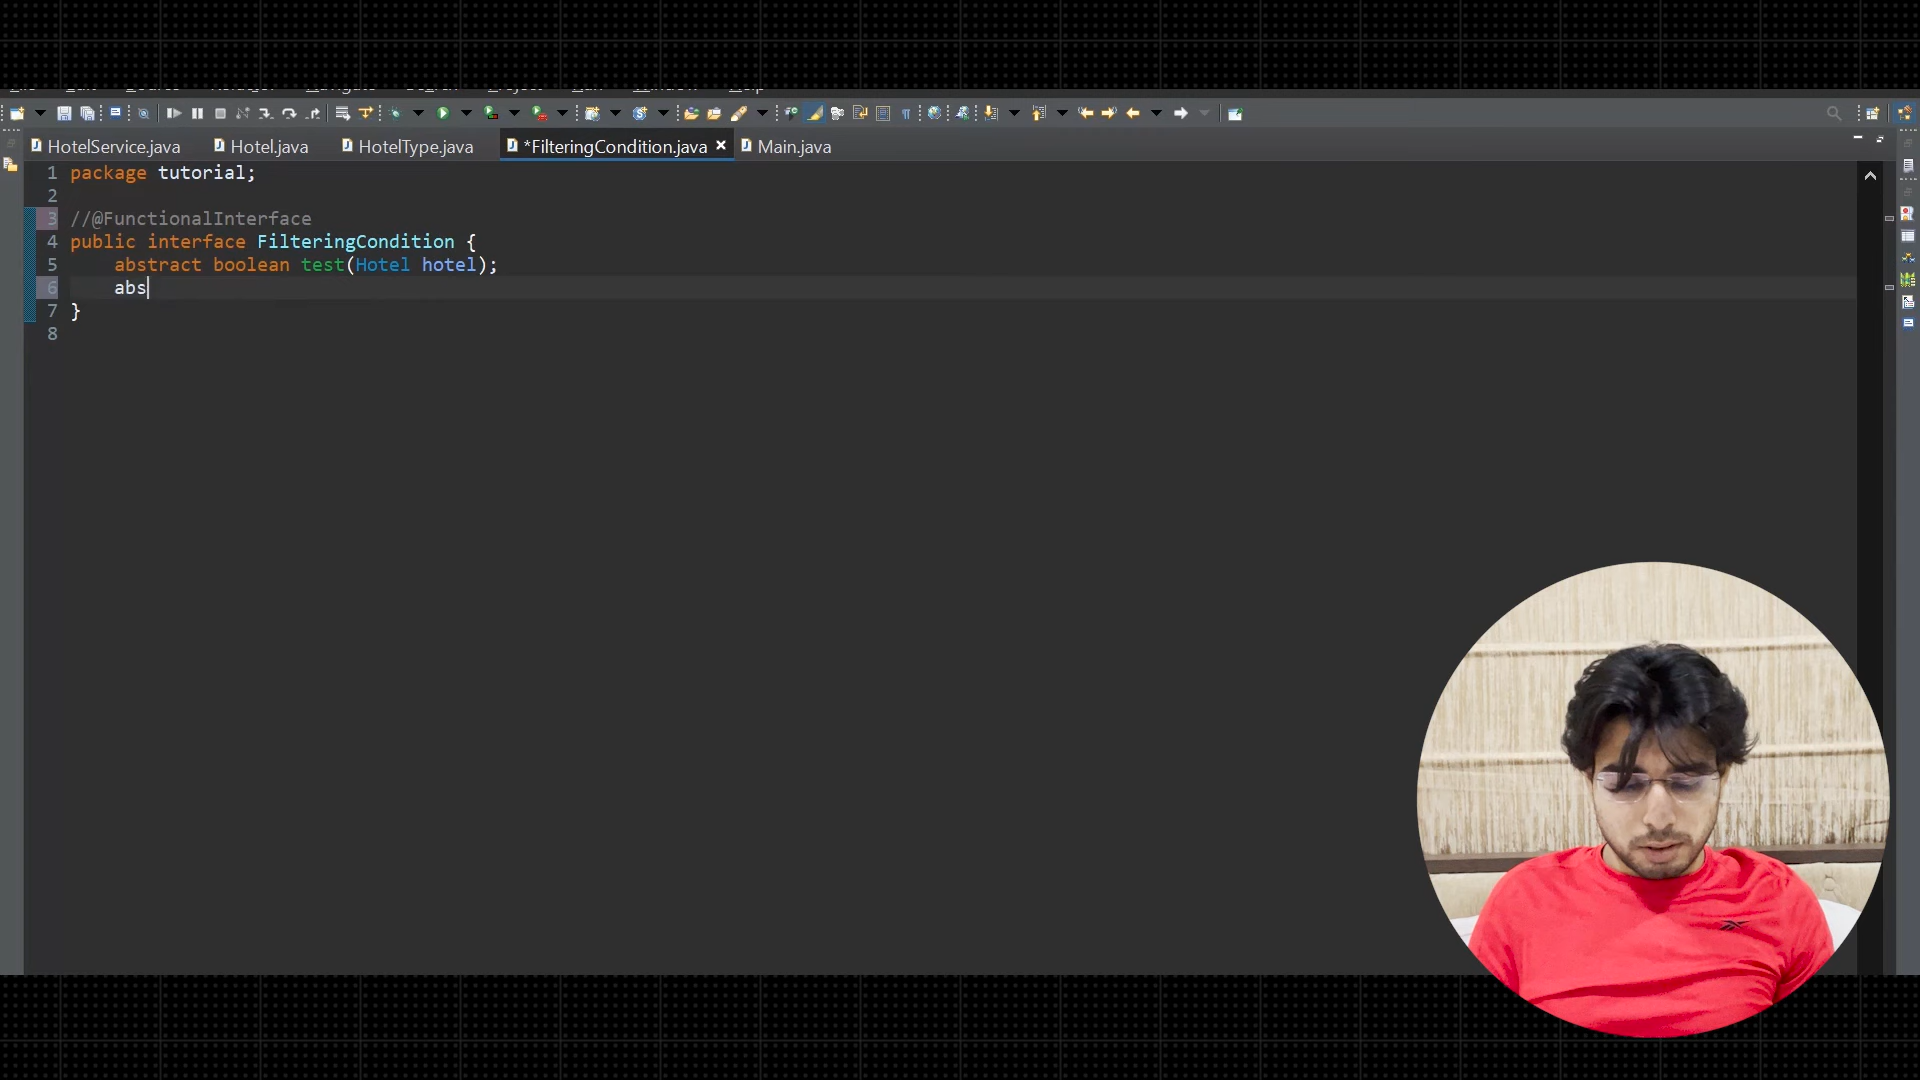 HotelService.java Hotel.java HotelType.java *FilteringCondition.java Main.java
1 package tutorial;
2
3 //@FunctionalInterface
4 public interface FilteringCondition {
5 abstract boolean test(Hotel hotel);
6 abs
7 }
8